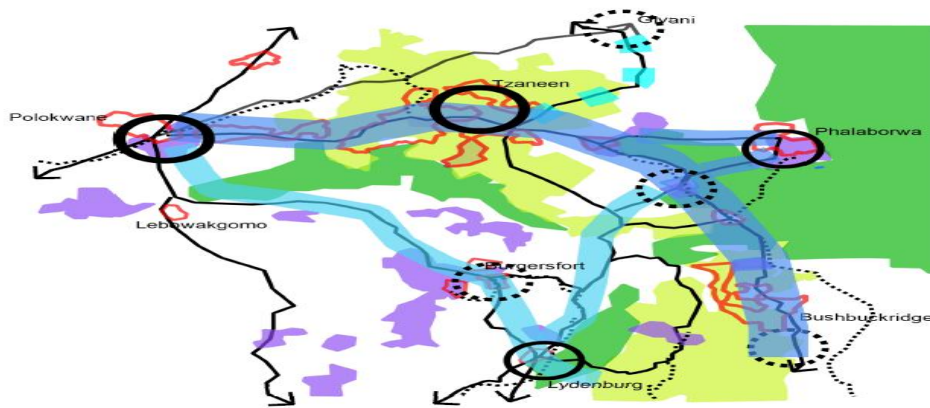 Giyani
Tzaneen
Polokwane
Phalaborwa
Lebowakgomo
Burgersfort
Bushbuckridge
Lydenburg